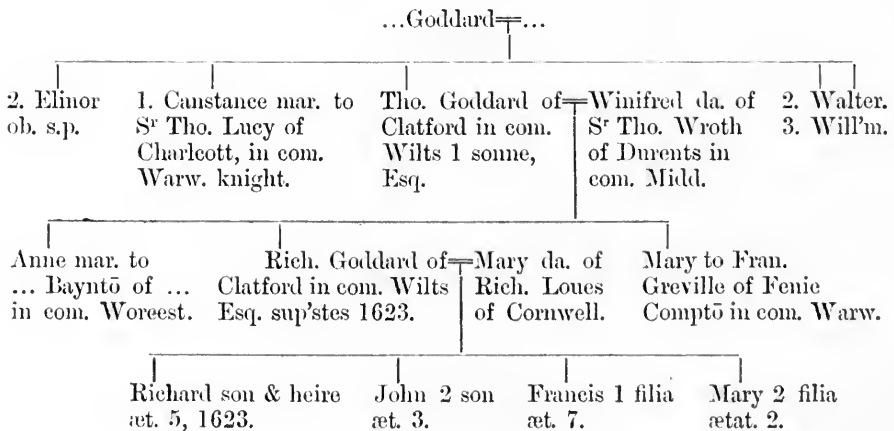 ...Goddard=...
2. Elinor
ob. s.p.
1. Canstance mar. to
Sʳ Tho. Lucy of
Charlcott, in com.
Warw. knight.
Tho. Goddard of=
Clatford in com.
Wilts 1 sonne,
Esq.
Winifred da. of
Sʳ Tho. Wroth
of Durents in
com. Midd.
2. Walter.
3. Will'm.
Anne mar. to
... Bayntō of ...
in com. Worcest.
Rich. Goddard of=
Clatford in com. Wilts
Esq. sup'stes 1623.
Mary da. of
Rich. Loues
of Cornwell.
Mary to Fran.
Greville of Fenie
Comptō in com. Warw.
Richard son & heire
æt. 5, 1623.
John 2 son
æt. 3.
Francis 1 filia
æt. 7.
Mary 2 filia
ætat. 2.